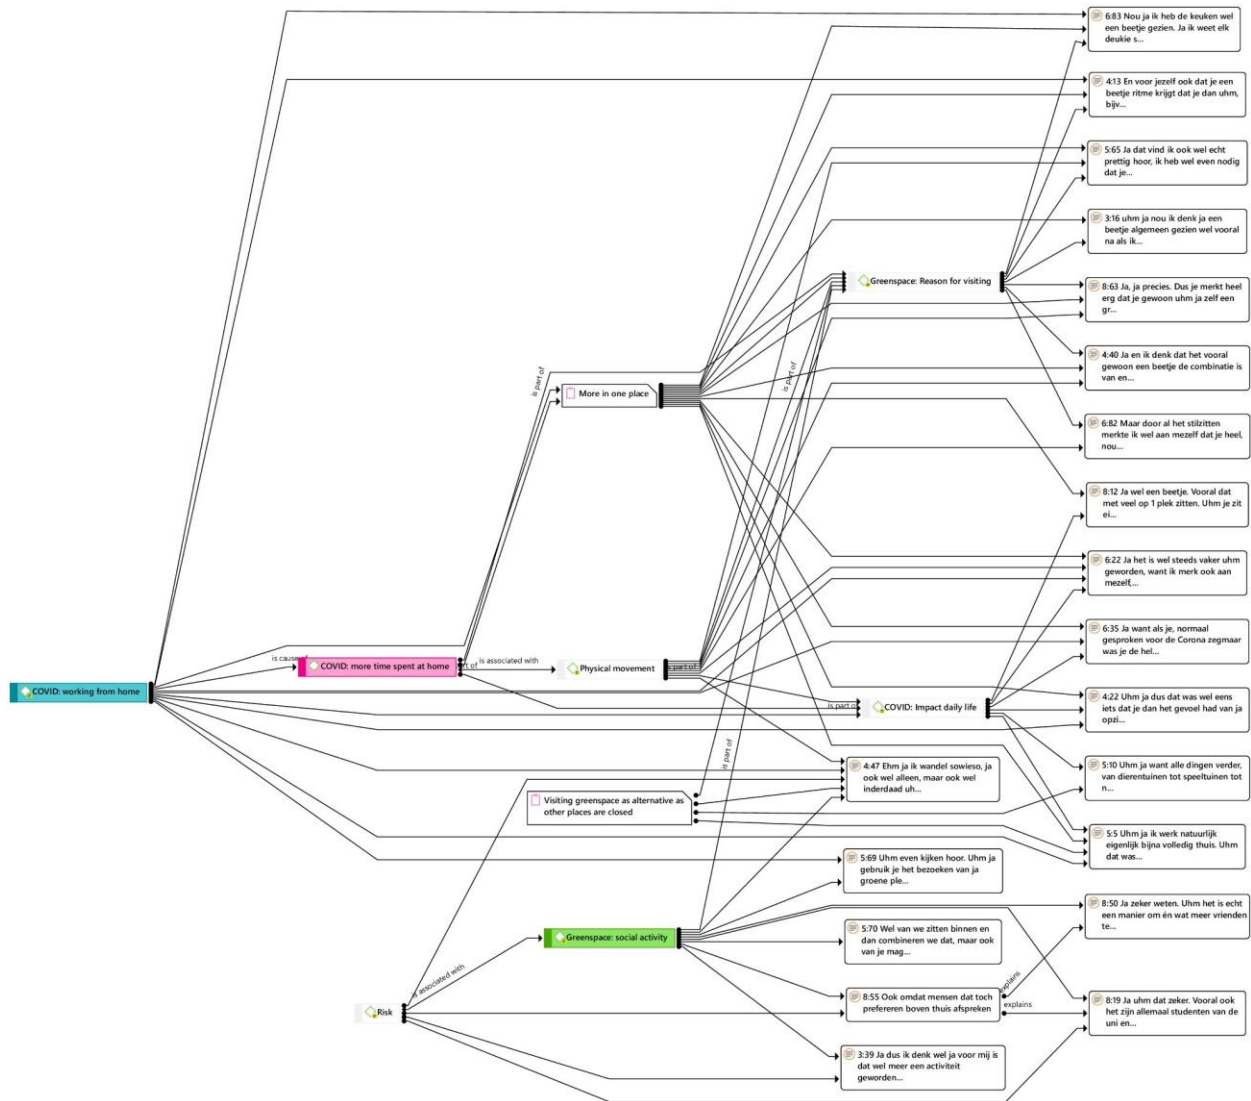 6:83 Nou ja ik heb de keuken wel
een beetje gezien. Ja ik weet elk
deukie s...
4:13 En voor jezelf ook dat je een
beetje ritme krijgt dat je dan uhm,
bijv...
5:65 Ja dat vind ik ook wel echt
prettig hoor, ik heb wel even nodig
dat je...
3:16 uhm ja nou ik denk ja een
beetje algemeen gezien wel vooral
na als ik...
Greenspace: Reason for visiting
8:63 Ja, ja precies. Dus je merkt heel
erg dat je gewoon uhm ja zelf een
gr...
is part of
is part of
More in one place
4:40 Ja en ik denk dat het vooral
gewoon een beetje de combinatie is
van en...
6:82 Maar door al het stilzitten
merkte ik wel aan mezelf dat je heel,
nou...
8:12 Ja wel een beetje. Vooral dat
met veel op 1 plek zitten. Uhm je zit
ei...
6:22 Ja het is wel steeds vaker uhm
geworden, want ik merk ook aan
mezelf,...
6:35 Ja want als je, normaal
gesproken voor de Corona zegmaar
was je de hel...
is cause of
COVID: more time spent at home
part of
is associated with
Physical movement
is part of
COVID: working from home
is part of
COVID: Impact daily life
4:22 Uhm ja dus dat was wel eens
iets dat je dan het gevoel had van ja
opzi...
is part of
4:47 Ehm ja ik wandel sowieso, ja
ook wel alleen, maar ook wel
inderdaad uh...
5:10 Uhm ja want alle dingen verder,
van dierentuinen tot speeltuinen tot
n...
Visiting greenspace as alternative as
other places are closed
5:5 Uhm ja ik werk natuurlijk
eigenlijk bijna volledig thuis. Uhm
dat was...
5:69 Uhm even kijken hoor. Uhm ja
gebruik je het bezoeken van ja
groene ple...
8:50 Ja zeker weten. Uhm het is echt
een manier om én wat meer vrienden
te...
Greenspace: social activity
5:70 Wel van we zitten binnen en
dan combineren we dat, maar ook
van je mag...
is associated with
explains
8:55 Ook omdat mensen dat toch
prefereren boven thuis afspreken
explains
8:19 Ja uhm dat zeker. Vooral ook
het zijn allemaal studenten van de
uni en...
Risk
3:39 Ja dus ik denk wel ja voor mij is
dat wel meer een activiteit
geworden...